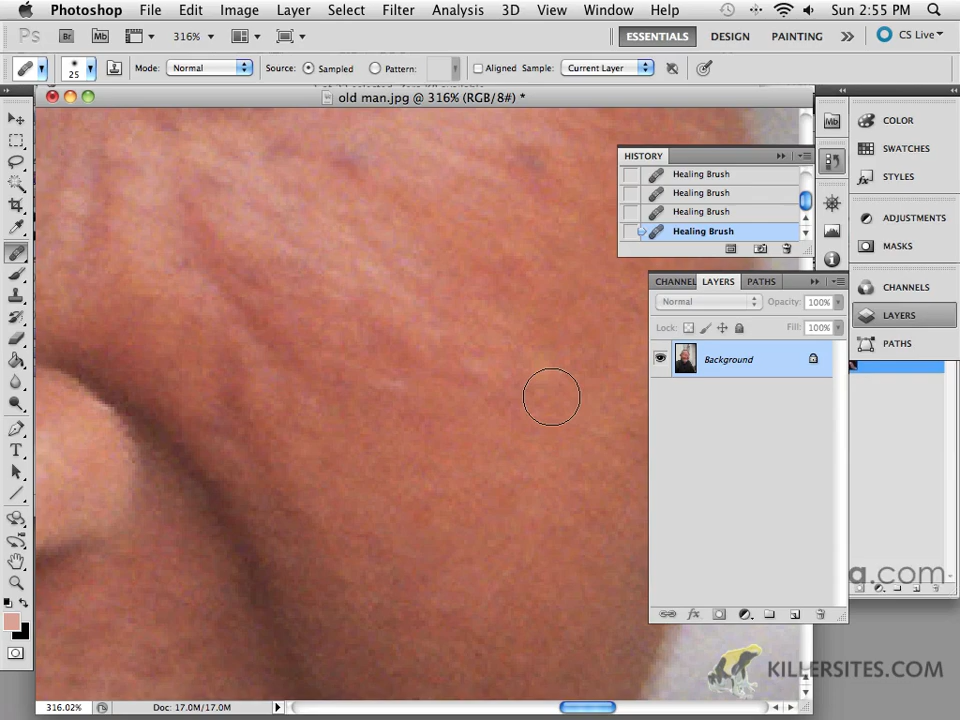 Photoshop File Edit Image Layer Select Filter Analysis 3D View Window Help Sun 2:55 PM
Ps Br Mb 316% ESSENTIALS DESIGN PAINTING CS Live
25 Mode: Normal Source: Sampled Pattern: Aligned Sample: Current Layer
old man.jpg @ 316% (RGB/8#) *
HISTORY
Healing Brush
Healing Brush
Healing Brush
Healing Brush
CHANNEL LAYERS PATHS
Normal Opacity: 100%
Lock: Fill: 100%
Background
Mb COLOR
SWATCHES
STYLES
ADJUSTMENTS
MASKS
CHANNELS
LAYERS
PATHS
a.com
KILLERSITES.COM
316.02% Doc: 17.0M/17.0M